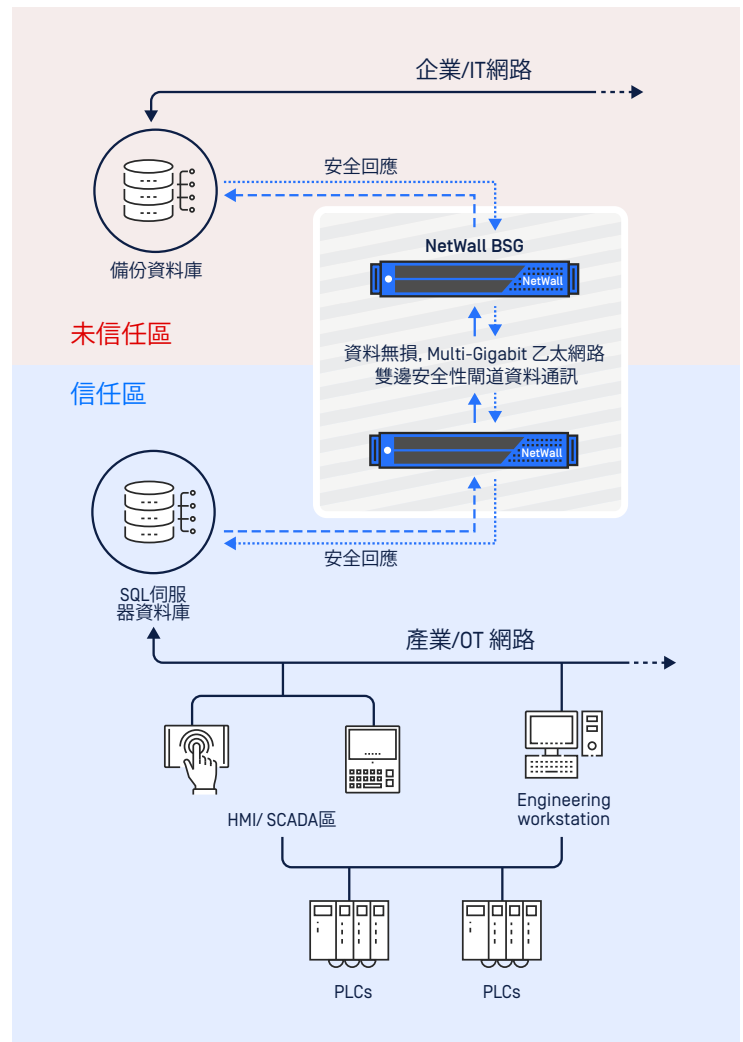 企業/IT網路
安全回應
備份資料庫
NetWall BSG
NetWall
未信任區
資料無損, Multi-Gigabit 乙太網路
雙邊安全性閘道資料通訊
信任區
NetWall
安全回應
SQL伺服
器資料庫
產業/OT 網路
HMI/ SCADA區
Engineering
workstation
PLCs
PLCs